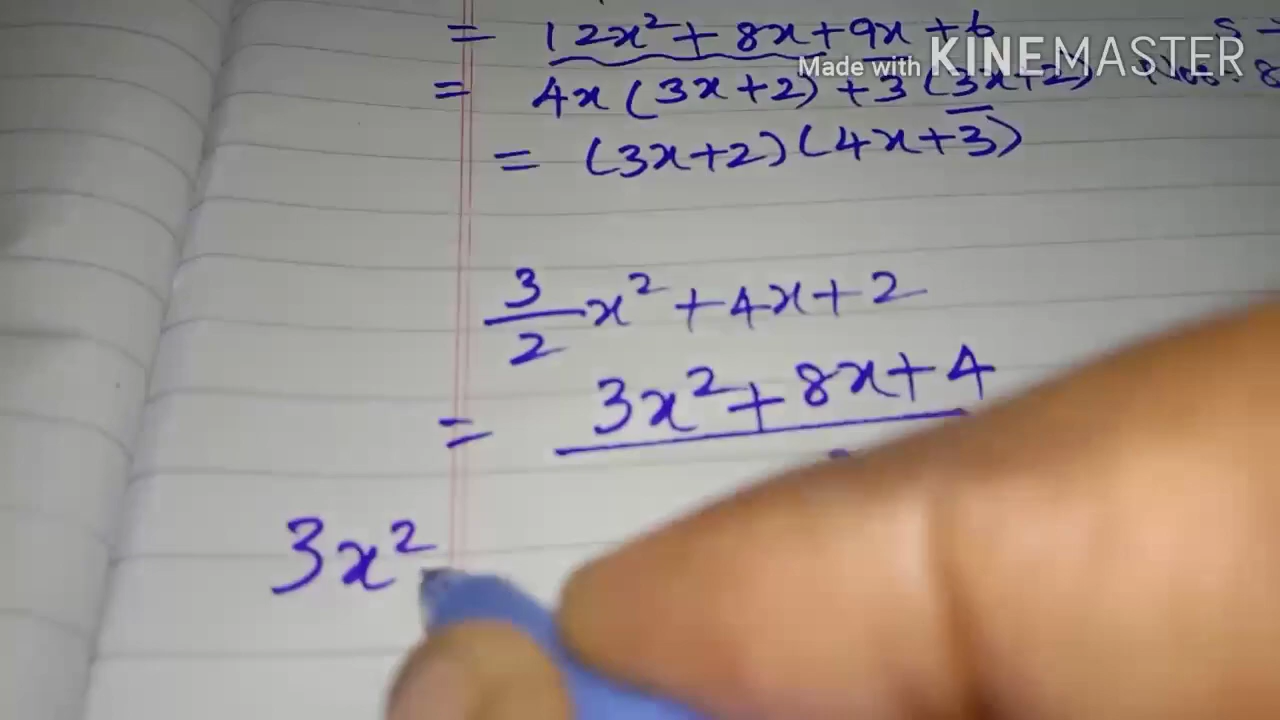 = 12x² + 8x + 9x + 6
Made with KINEMASTER
= 4x (3x+2) + 3 (3x+2)
= (3x+2) (4x+3)
3/2 x² + 4x + 2
= 3x² + 8x + 4
3x²